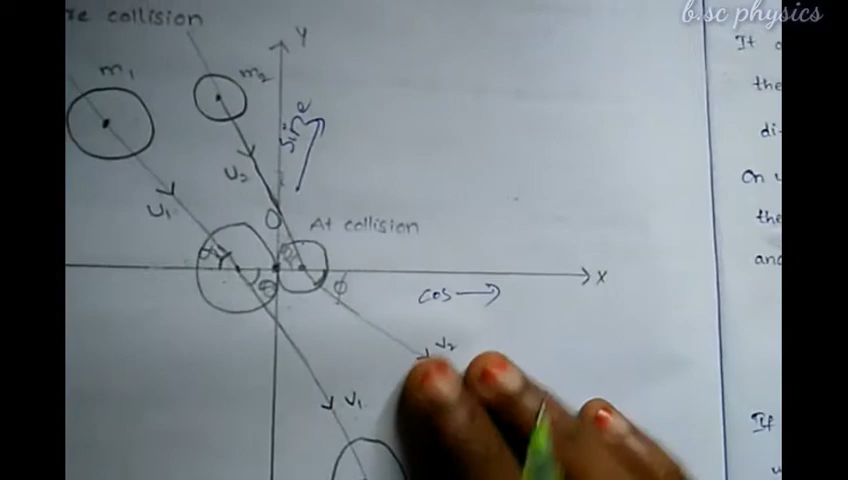 b.sc physics
re collision
Y
m₁
m₂
sine
U₂
U₁
O
At collision
α
β
θ
φ
cos →
X
V₂
V₁
It
the
di-
On
the
and
If